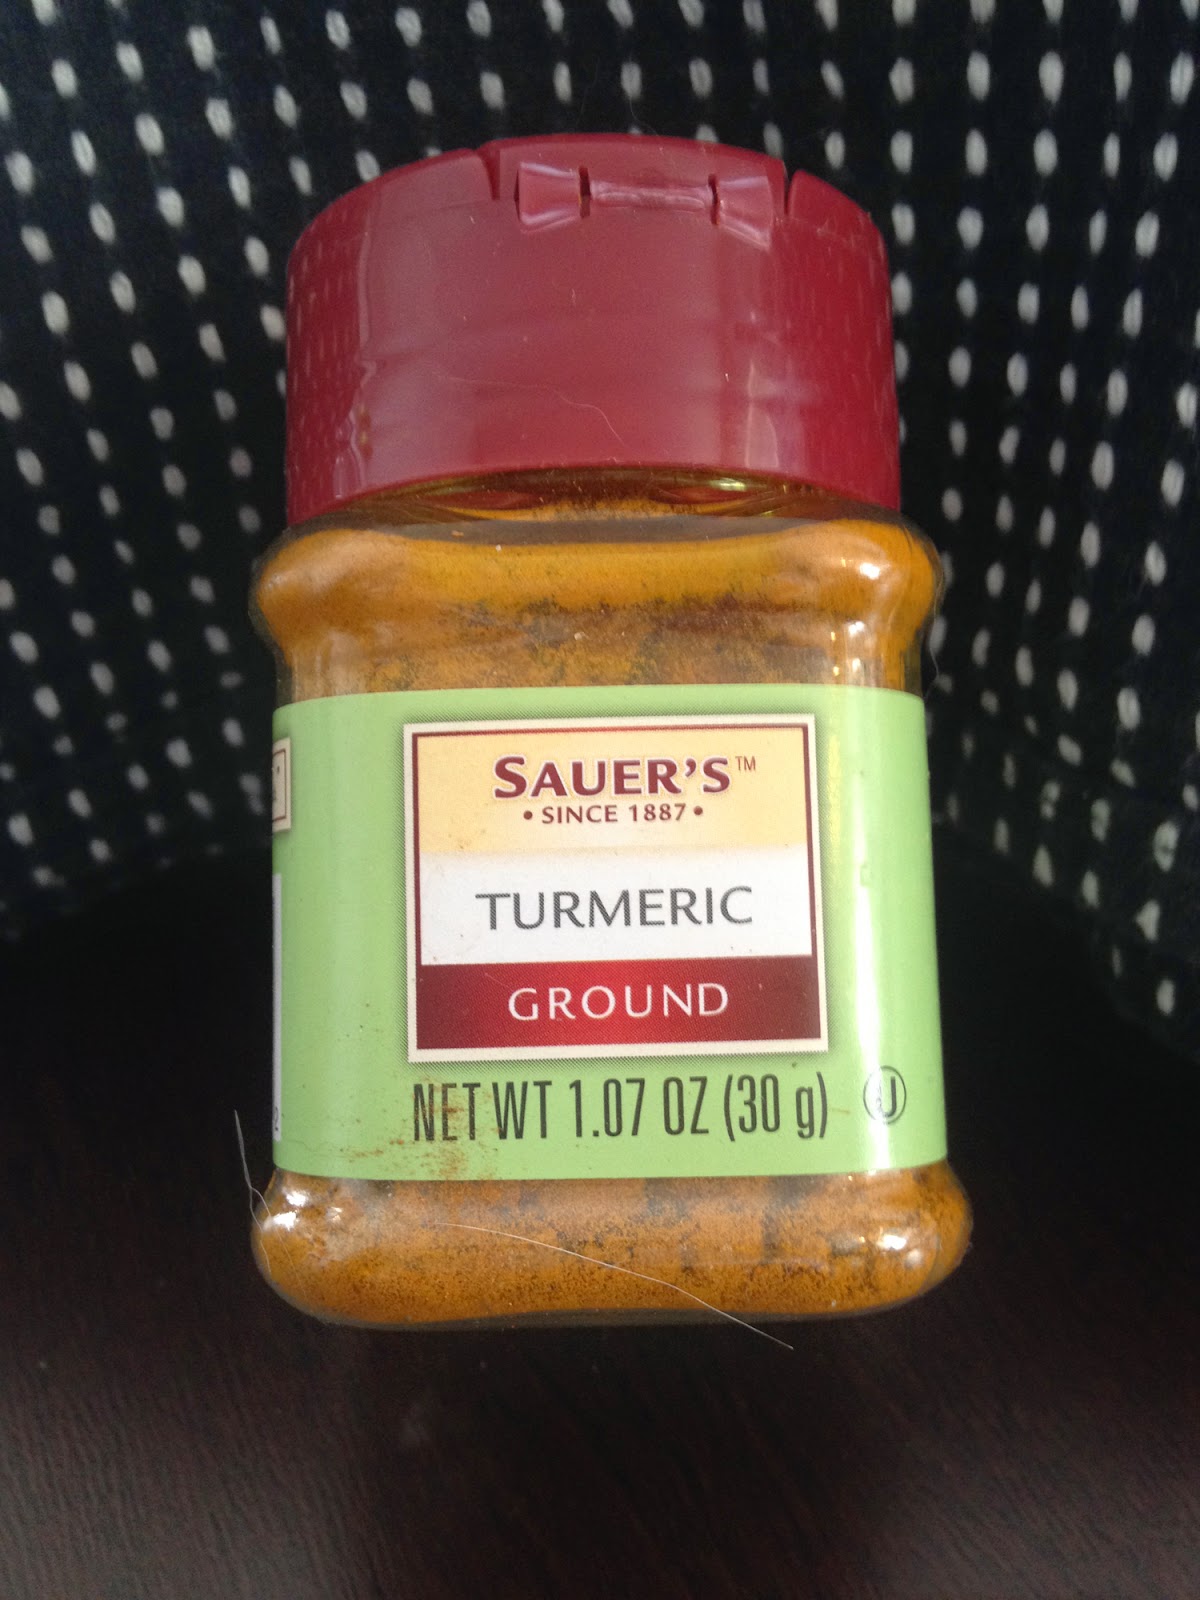 SAUER'S™
• SINCE 1887 •
TURMERIC
GROUND
NET WT 1.07 OZ (30 g) U